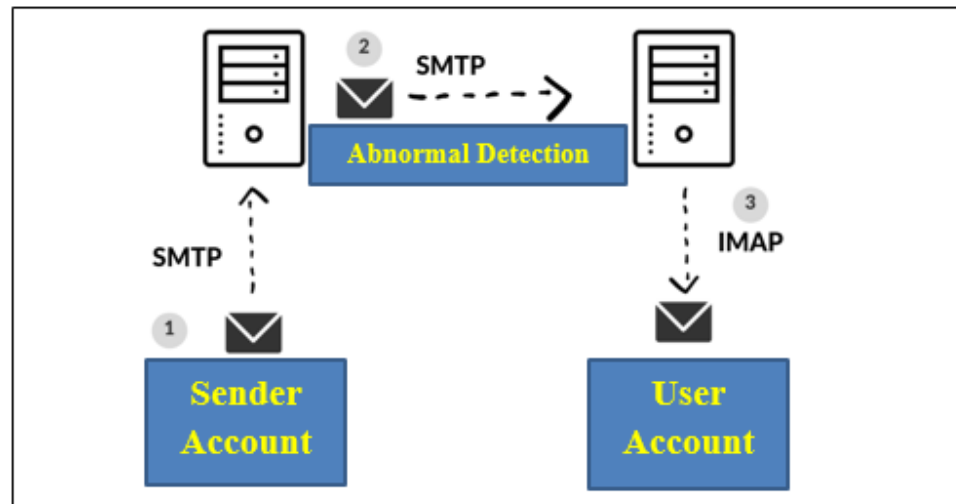 2
SMTP
Abnormal Detection
3
IMAP
SMTP
1
Sender
Account
User
Account